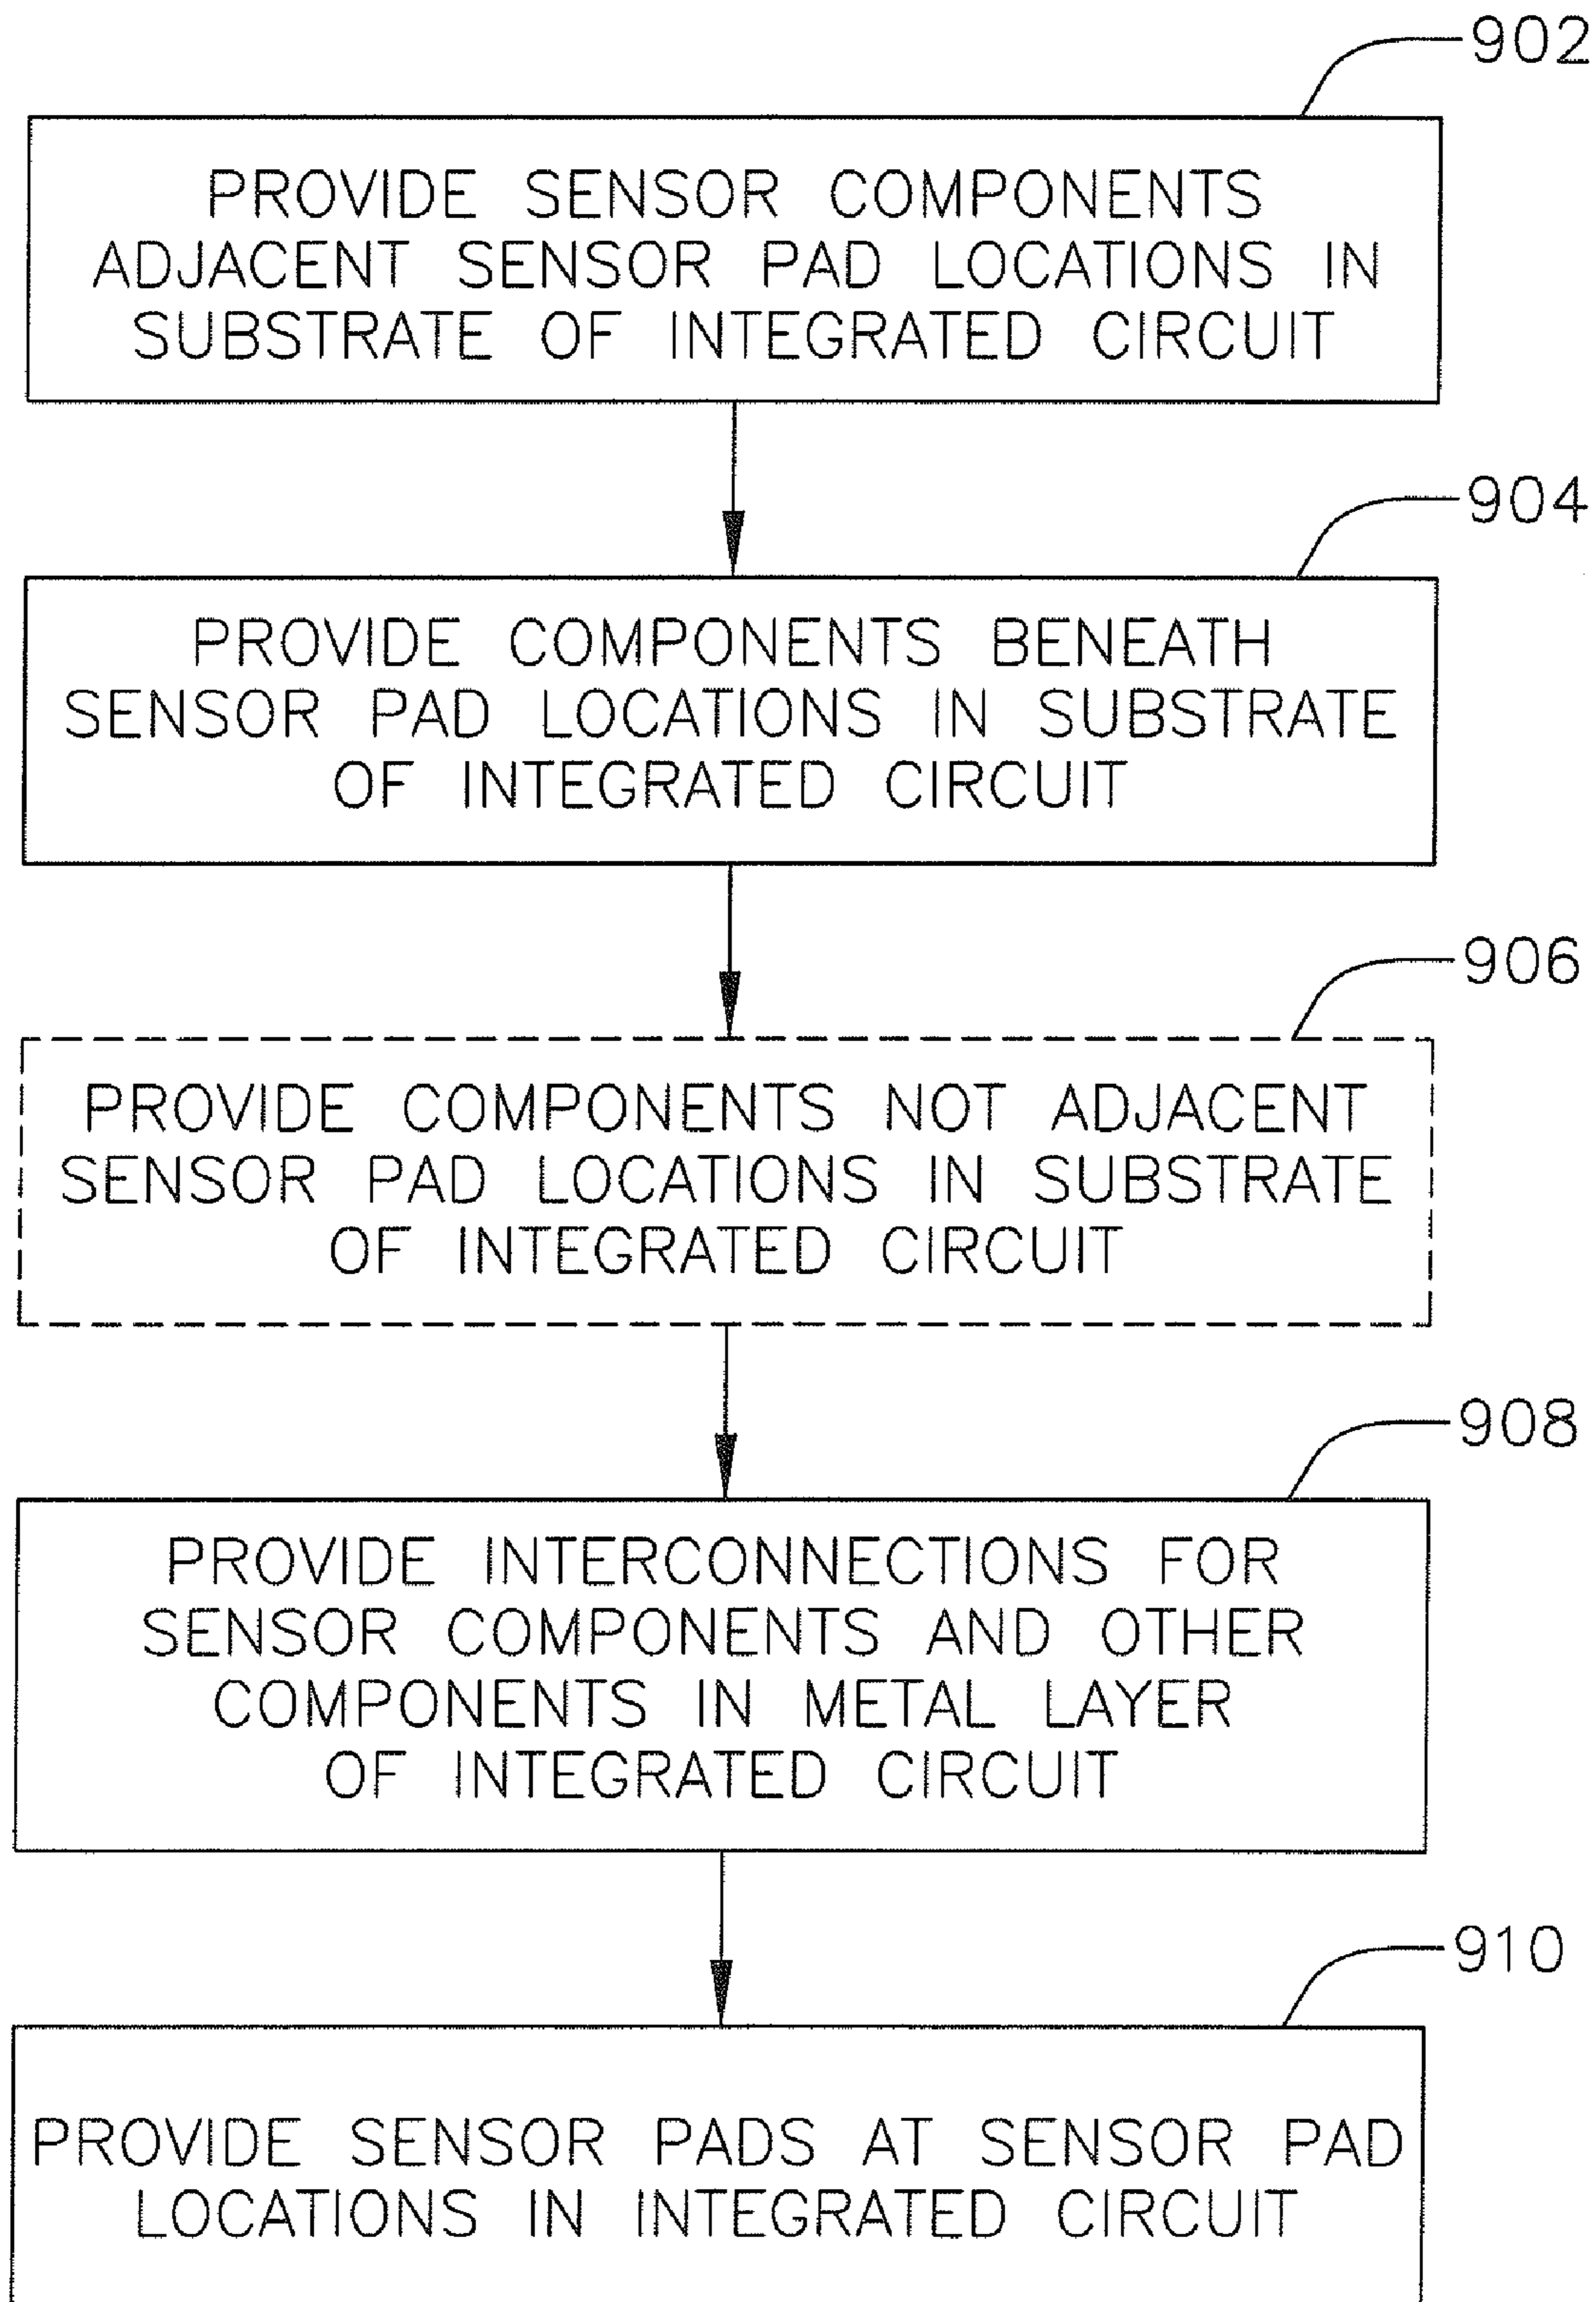 902
PROVIDE SENSOR COMPONENTS
ADJACENT SENSOR PAD LOCATIONS IN
SUBSTRATE OF INTEGRATED CIRCUIT
904
PROVIDE COMPONENTS BENEATH
SENSOR PAD LOCATIONS IN SUBSTRATE
OF INTEGRATED CIRCUIT
906
PROVIDE COMPONENTS NOT ADJACENT
SENSOR PAD LOCATIONS IN SUBSTRATE
OF INTEGRATED CIRCUIT
908
PROVIDE INTERCONNECTIONS FOR
SENSOR COMPONENTS AND OTHER
COMPONENTS IN METAL LAYER
OF INTEGRATED CIRCUIT
910
PROVIDE SENSOR PADS AT SENSOR PAD
LOCATIONS IN INTEGRATED CIRCUIT